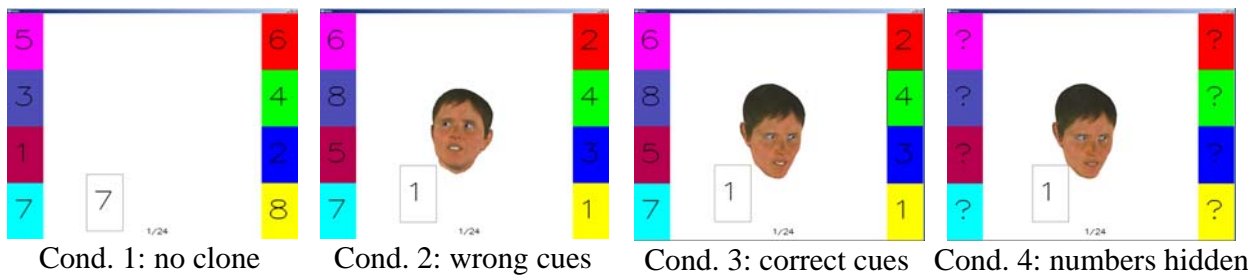 5 6
3 4
1 2
7 7 8
1/24
Cond. 1: no clone
6 2
8 4
5 3
7 1 1
1/24
Cond. 2: wrong cues
6 2
8 4
5 3
7 1 1
1/24
Cond. 3: correct cues
? ?
? ?
? ?
? 1 ?
1/24
Cond. 4: numbers hidden